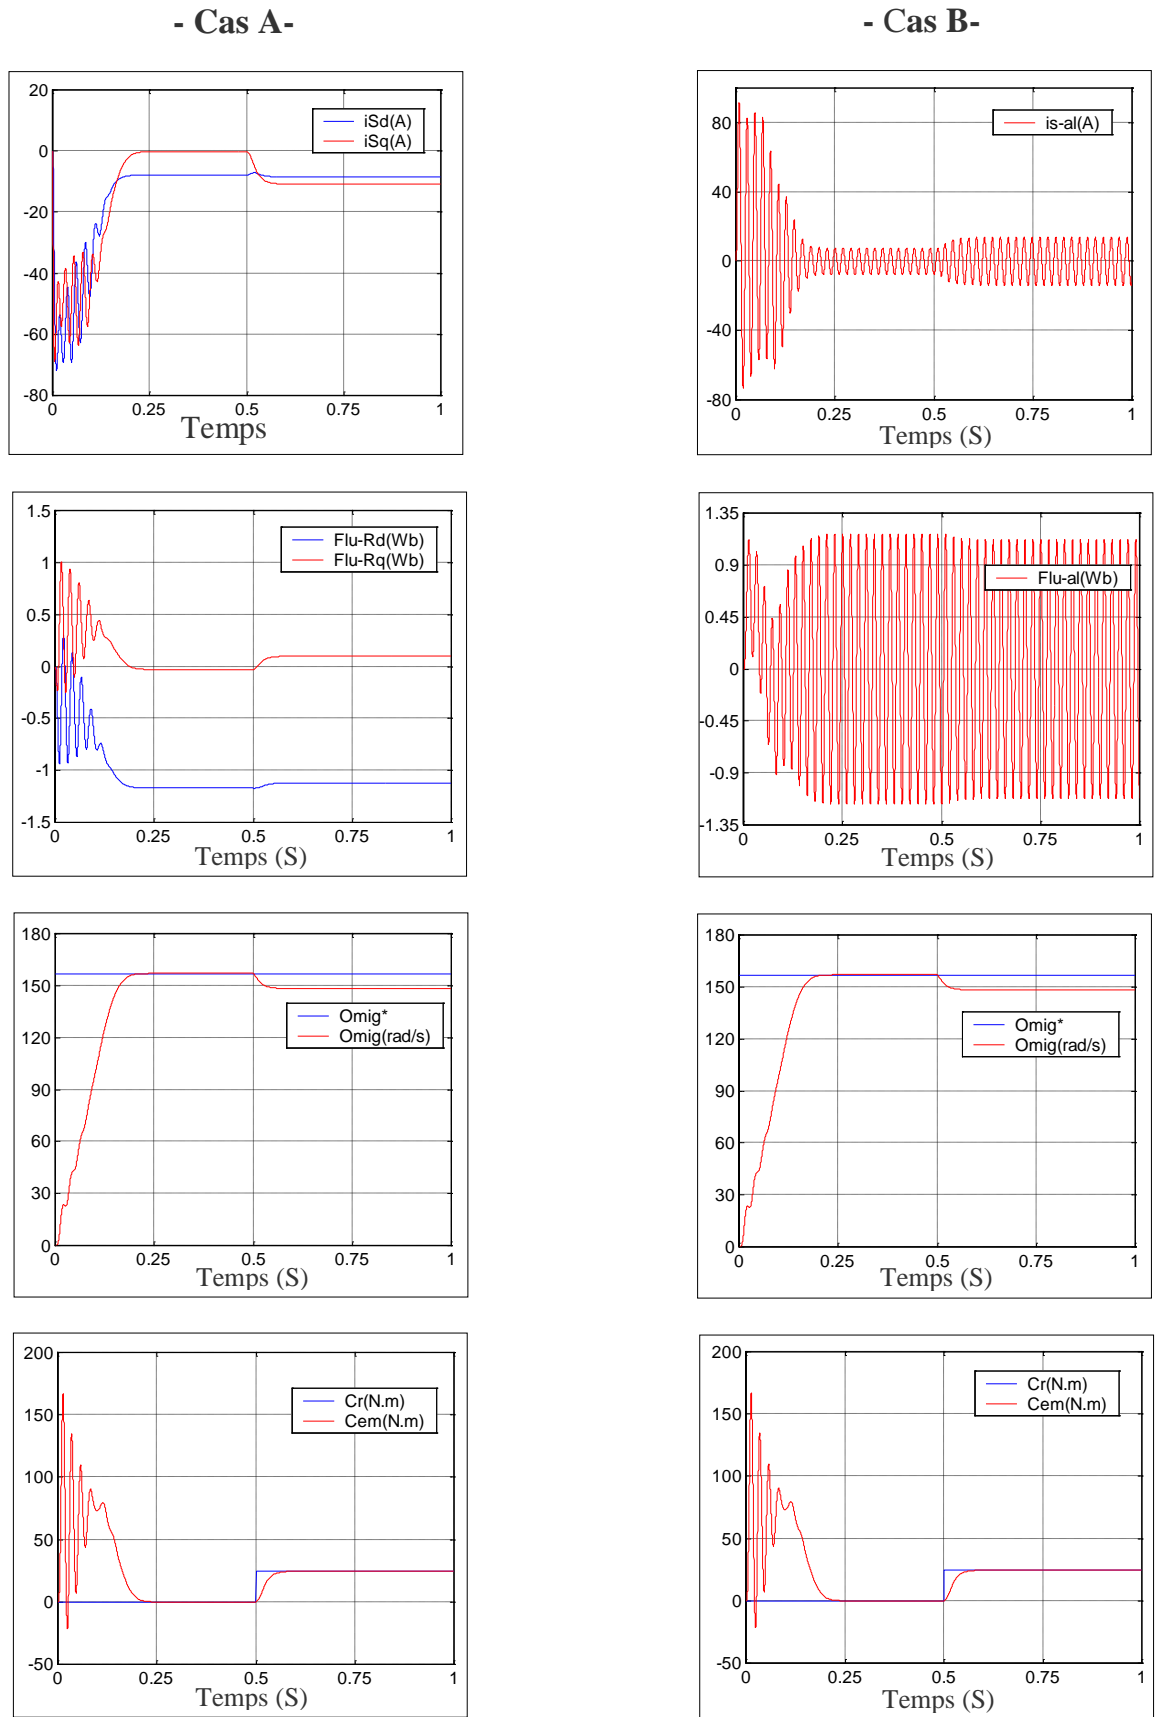 - Cas A-
- Cas B-
20
0
-20
-40
-60
-80
iSd(A)
iSq(A)
0 0.25 0.5 0.75 1
Temps
80
40
0
-40
-80
is-al(A)
0 0.25 0.5 0.75 1
Temps (S)
1.5
1
0.5
0
-0.5
-1
-1.5
Flu-Rd(Wb)
Flu-Rq(Wb)
0 0.25 0.5 0.75 1
Temps (S)
1.35
0.9
0.45
0
-0.45
-0.9
-1.35
Flu-al(Wb)
0 0.25 0.5 0.75 1
Temps (S)
180
150
120
90
60
30
0
Omig*
Omig(rad/s)
0 0.25 0.5 0.75 1
Temps (S)
180
150
120
90
60
30
0
Omig*
Omig(rad/s)
0 0.25 0.5 0.75 1
Temps (S)
200
150
100
50
0
-50
Cr(N.m)
Cem(N.m)
0 0.25 0.5 0.75 1
Temps (S)
200
150
100
50
0
-50
Cr(N.m)
Cem(N.m)
0 0.25 0.5 0.75 1
Temps (S)